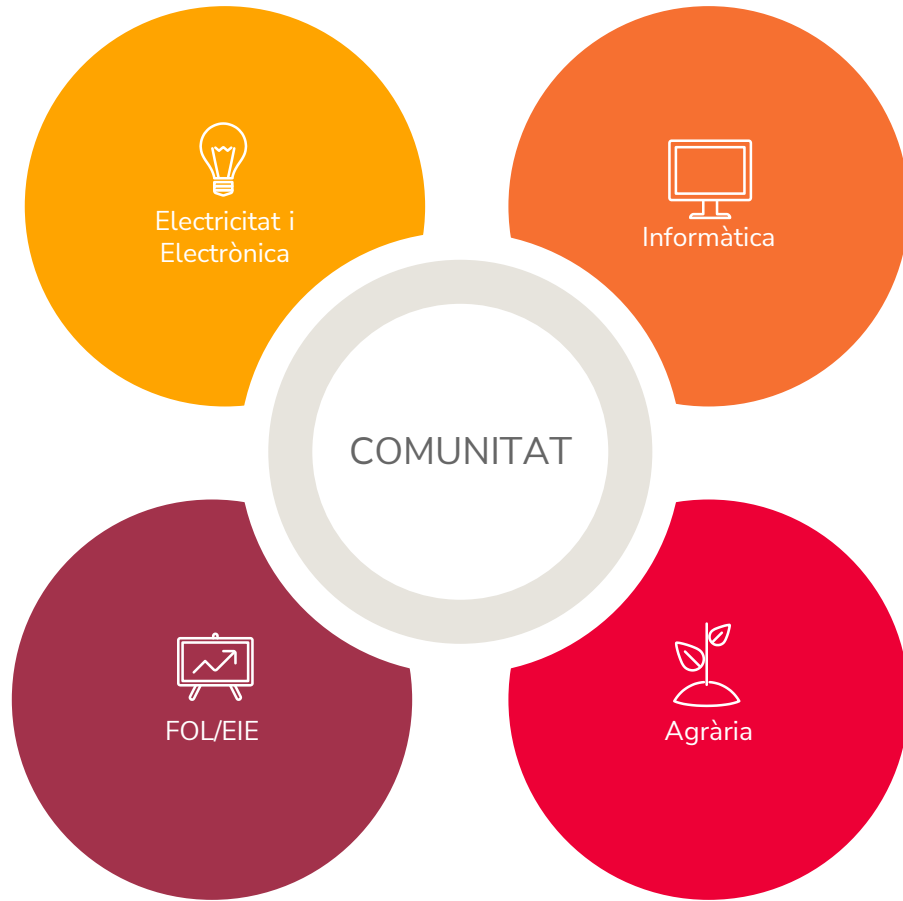 Electricitat i
Electrònica
Informàtica
COMUNITAT
FOL/EIE
Agrària